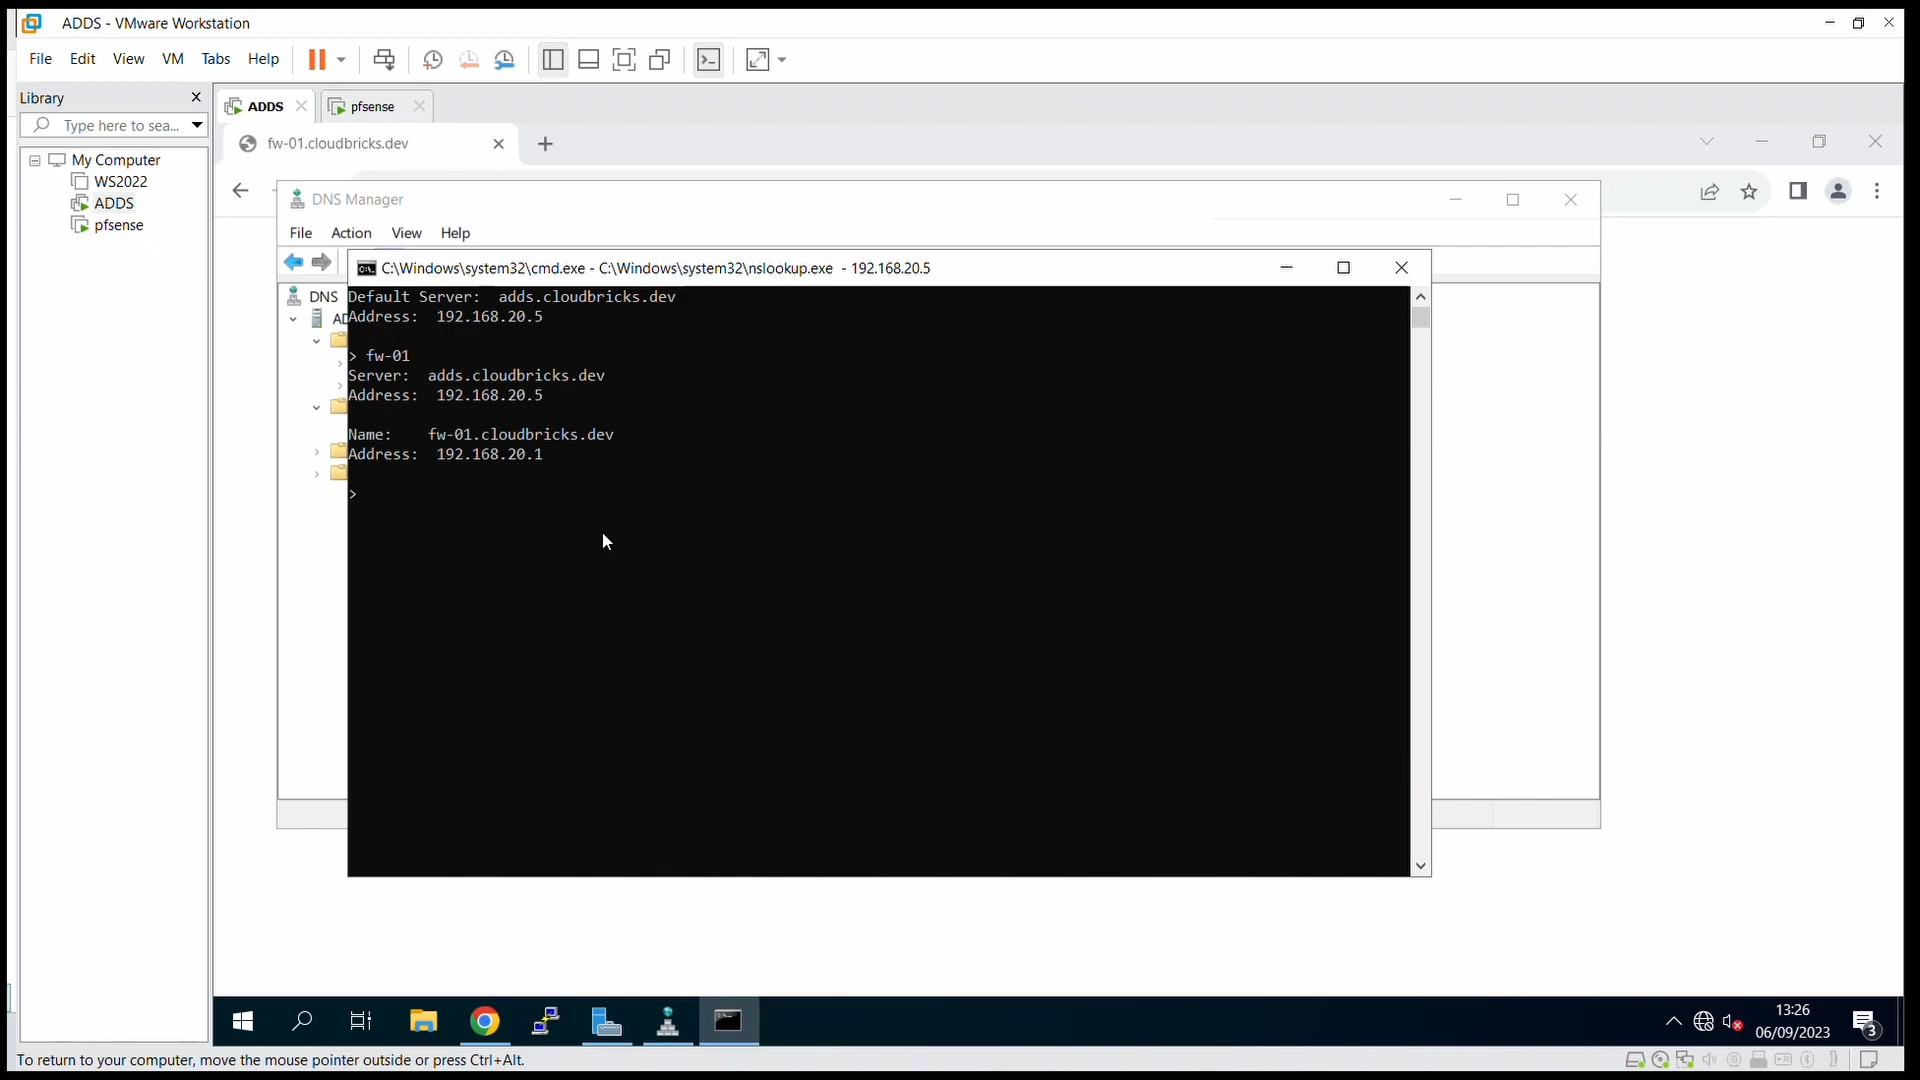 ADDS - VMware Workstation
File Edit View VM Tabs Help
Library
ADDS
pfsense
Type here to sea...
fw-01.cloudbricks.dev
My Computer
WS2022
ADDS
pfsense
DNS Manager
File Action View Help
C:\Windows\system32\cmd.exe - C:\Windows\system32\nslookup.exe - 192.168.20.5
DNS
AD
Default Server: adds.cloudbricks.dev
Address: 192.168.20.5
> fw-01
Server: adds.cloudbricks.dev
Address: 192.168.20.5
Name: fw-01.cloudbricks.dev
Address: 192.168.20.1
>
13:26
06/09/2023
3
To return to your computer, move the mouse pointer outside or press Ctrl+Alt.